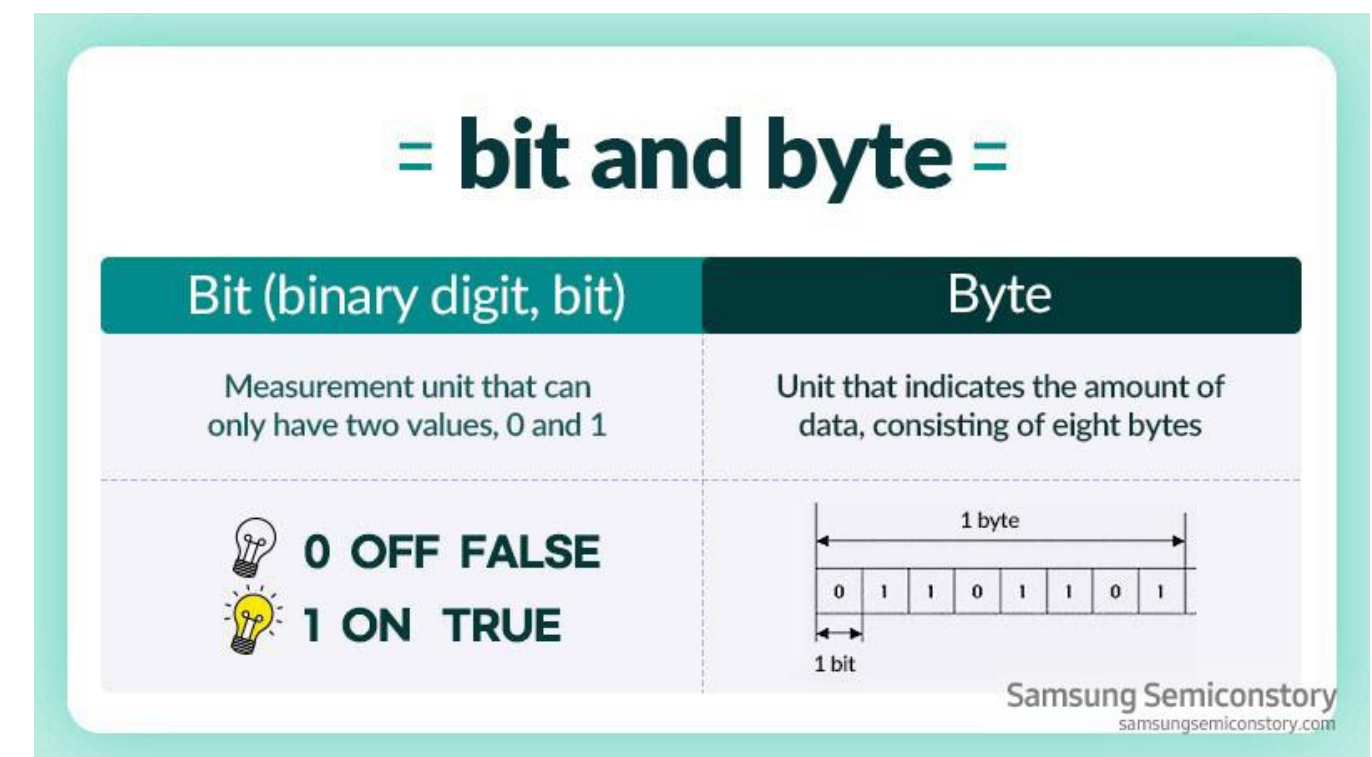 = bit and byte =
Bit (binary digit, bit)
Byte
Measurement unit that can
only have two values, 0 and 1
Unit that indicates the amount of
data, consisting of eight bytes
0 OFF FALSE
1 ON TRUE
1 byte
0 1 1 0 1 1 0 1
1 bit
Samsung Semiconstory
samsungsemiconstory.com